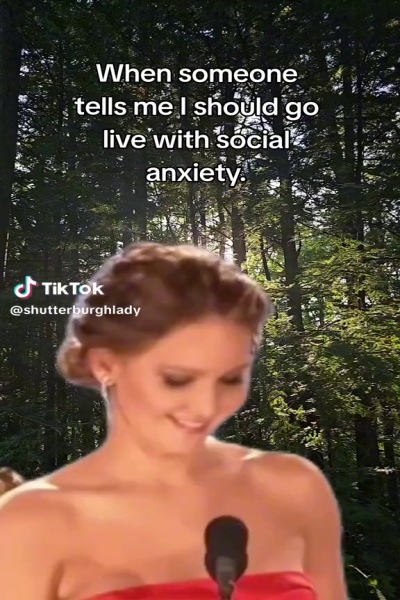 When someone
tells me I should go
live with social
anxiety.
TikTok
@shutterburghlady